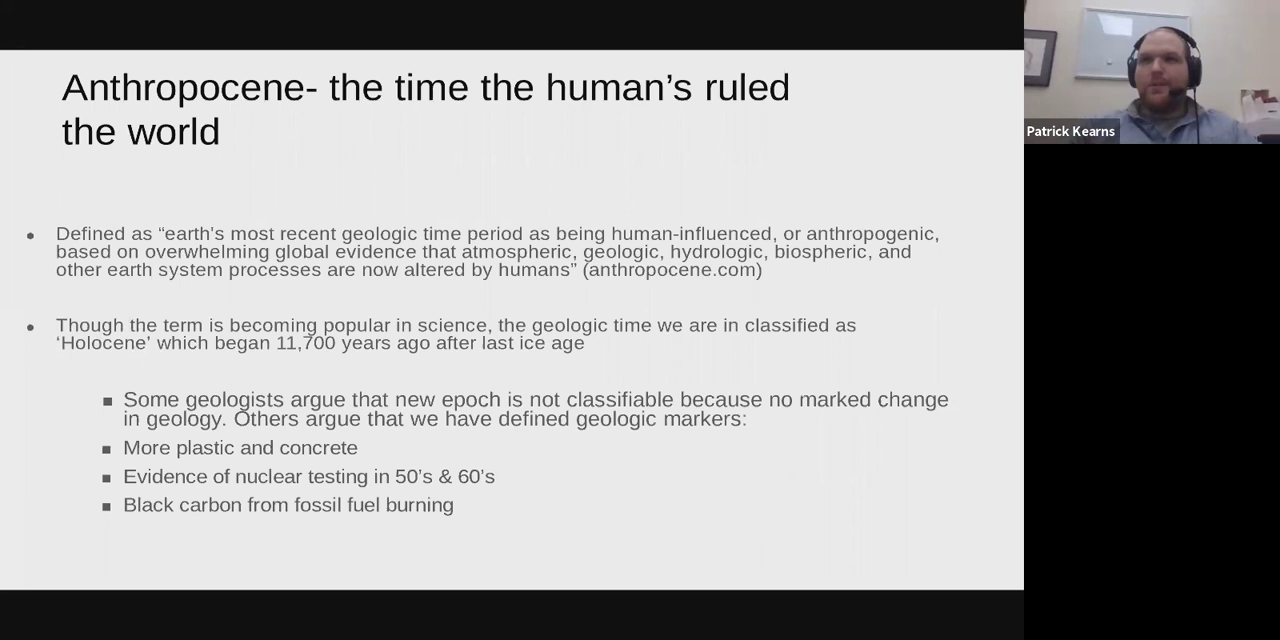 Anthropocene- the time the human’s ruled
the world
Defined as “earth's most recent geologic time period as being human-influenced, or anthropogenic,
based on overwhelming global evidence that atmospheric, geologic, hydrologic, biospheric, and
other earth system processes are now altered by humans” (anthropocene.com)
Though the term is becoming popular in science, the geologic time we are in classified as
‘Holocene’ which began 11,700 years ago after last ice age
Some geologists argue that new epoch is not classifiable because no marked change
in geology. Others argue that we have defined geologic markers:
More plastic and concrete
Evidence of nuclear testing in 50’s & 60’s
Black carbon from fossil fuel burning
Patrick Kearns